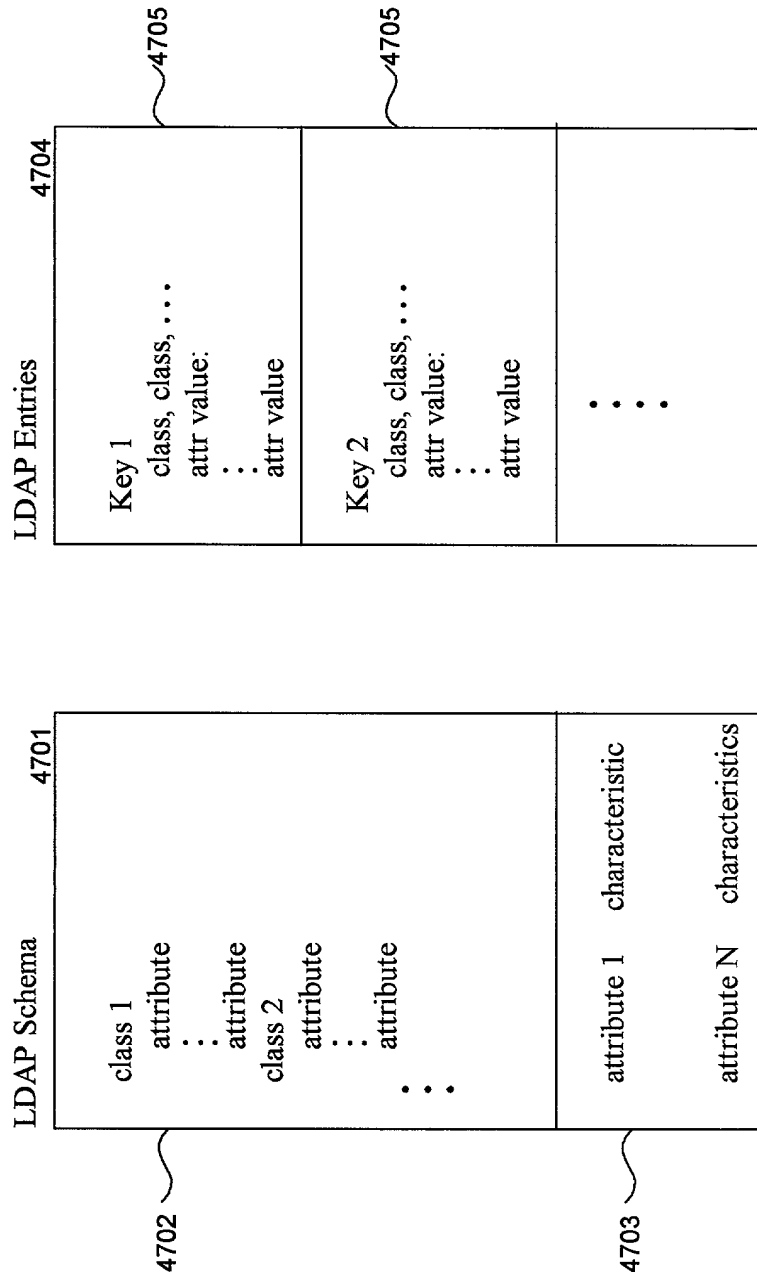 LDAP Schema
4701
class 1
attribute
...
attribute
class 2
attribute
...
attribute
...
4702
attribute 1 characteristic
attribute N characteristics
4703
LDAP Entries
4704
Key 1
class, class, ...
attr value:
...
attr value
4705
Key 2
class, class, ...
attr value:
...
attr value
4705
....